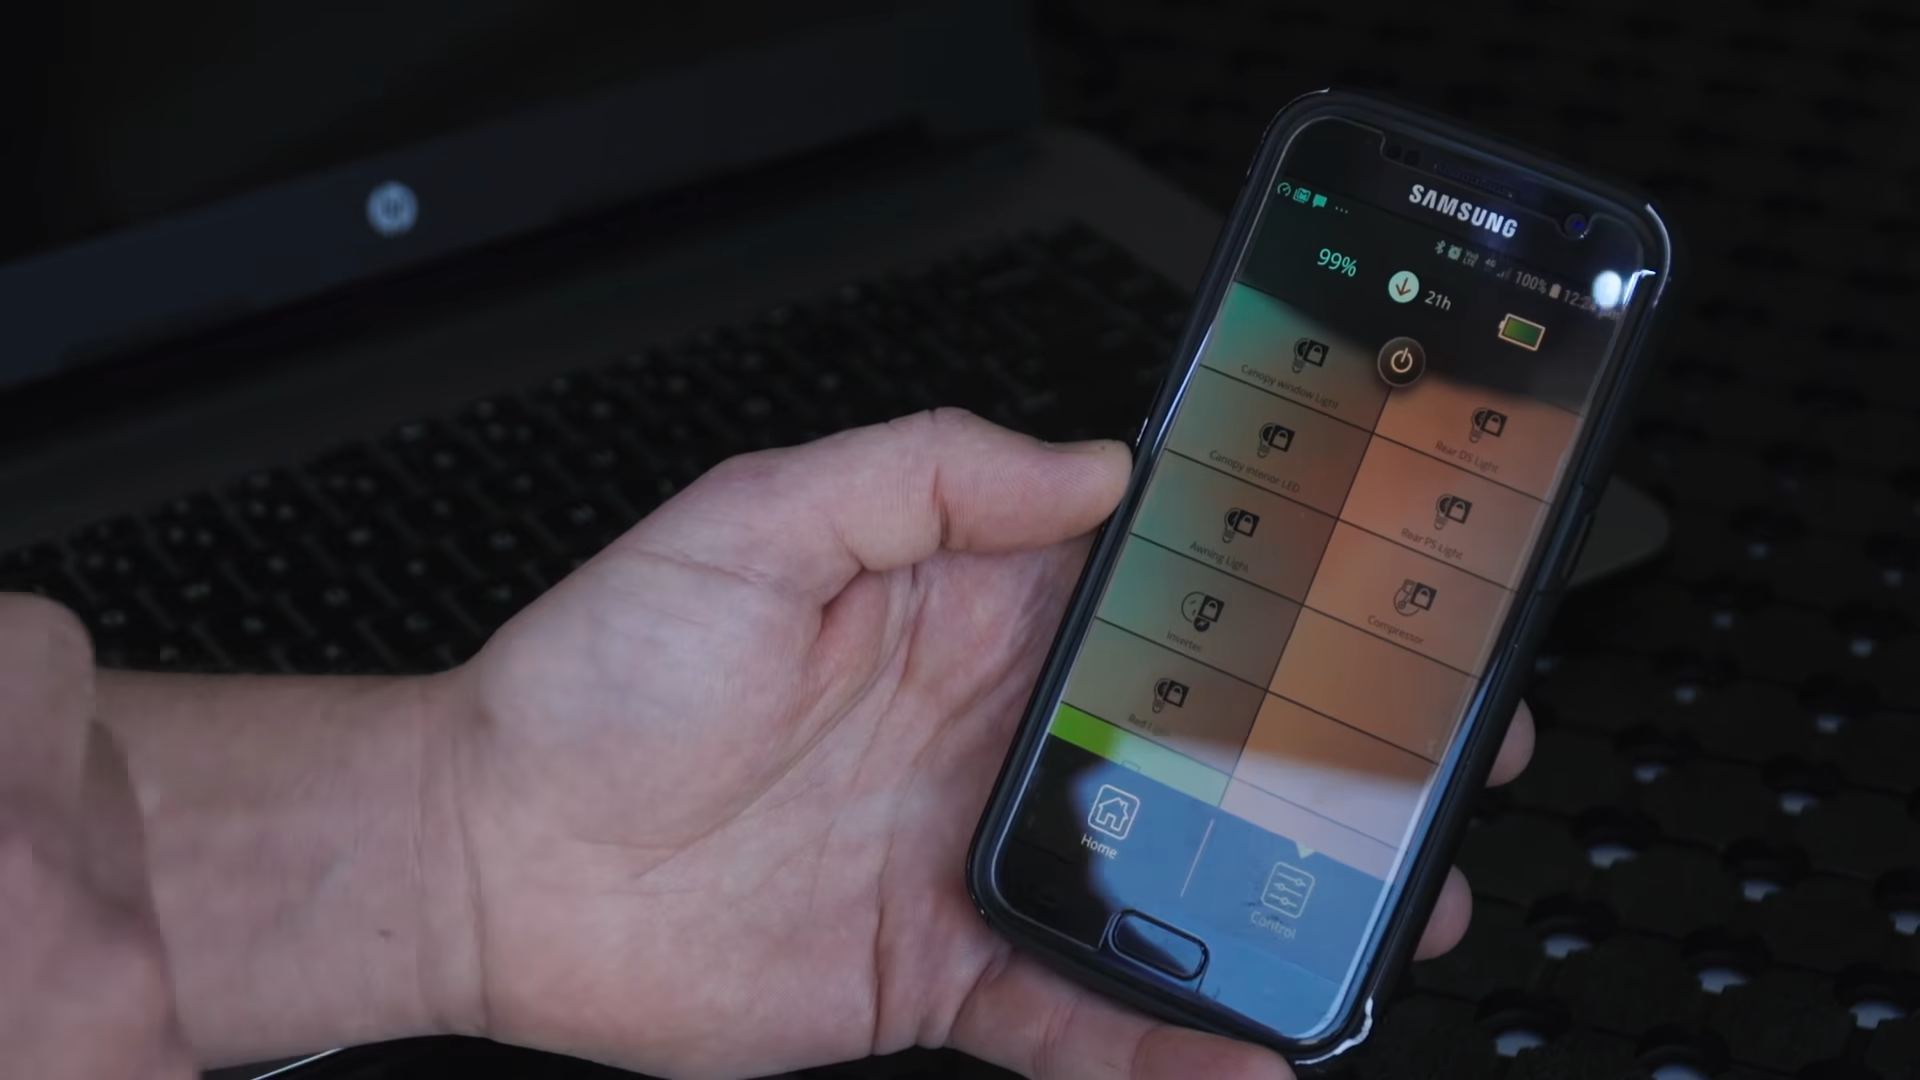 SAMSUNG
100%
99%
21h
Canopy window Light
Rear DS Light
Canopy interior LED
Rear PS Light
Awning Light
Compressor
Inverter
Home
Control